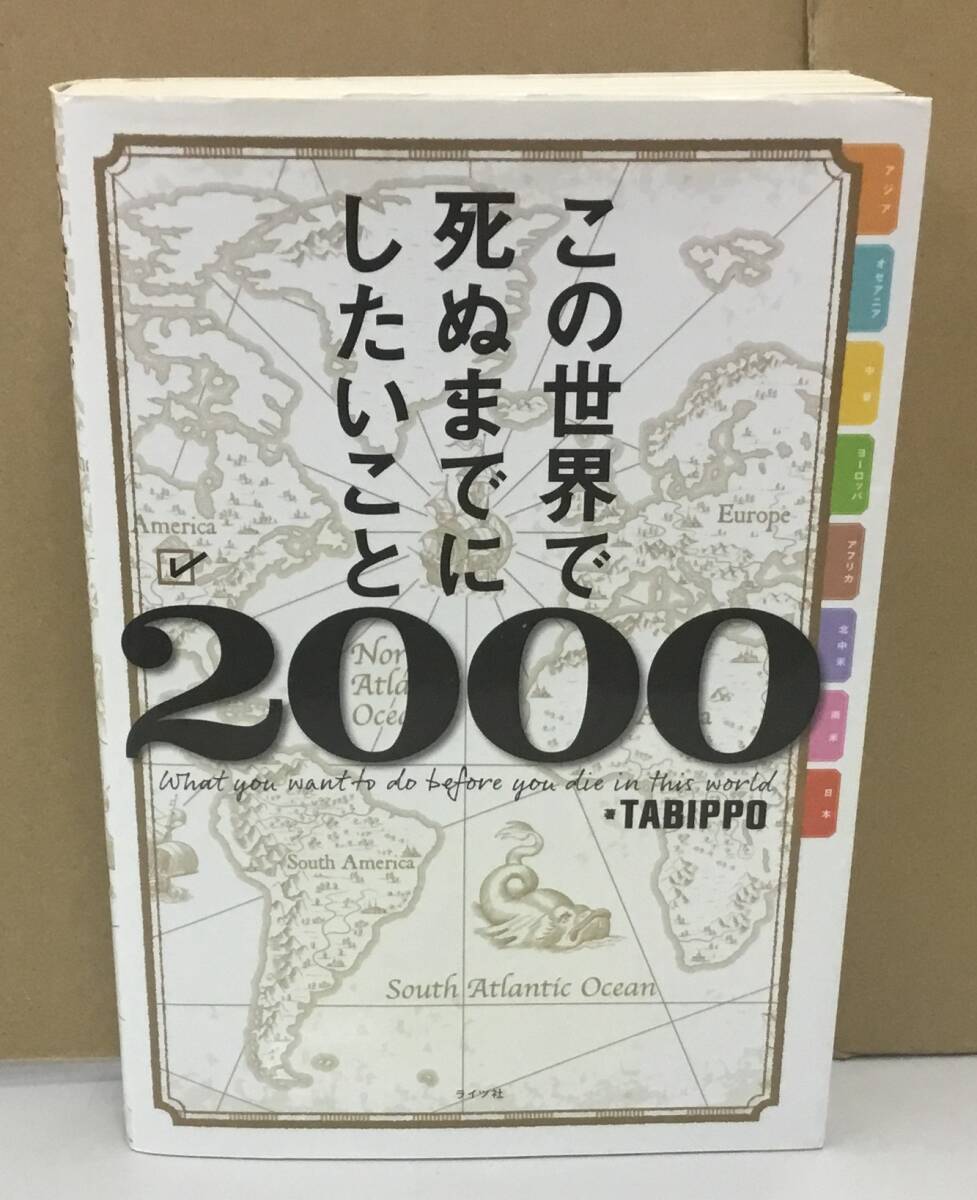 この世界で
死ぬまでに
したいこと
2000
What you want to do before you die in this world
著 TABIPPO
America
Europe
Nor
Atla
Ocea
South America
South Atlantic Ocean
ライツ社
アジア
オセアニア
中東
ヨーロッパ
アフリカ
北中米
南米
日本